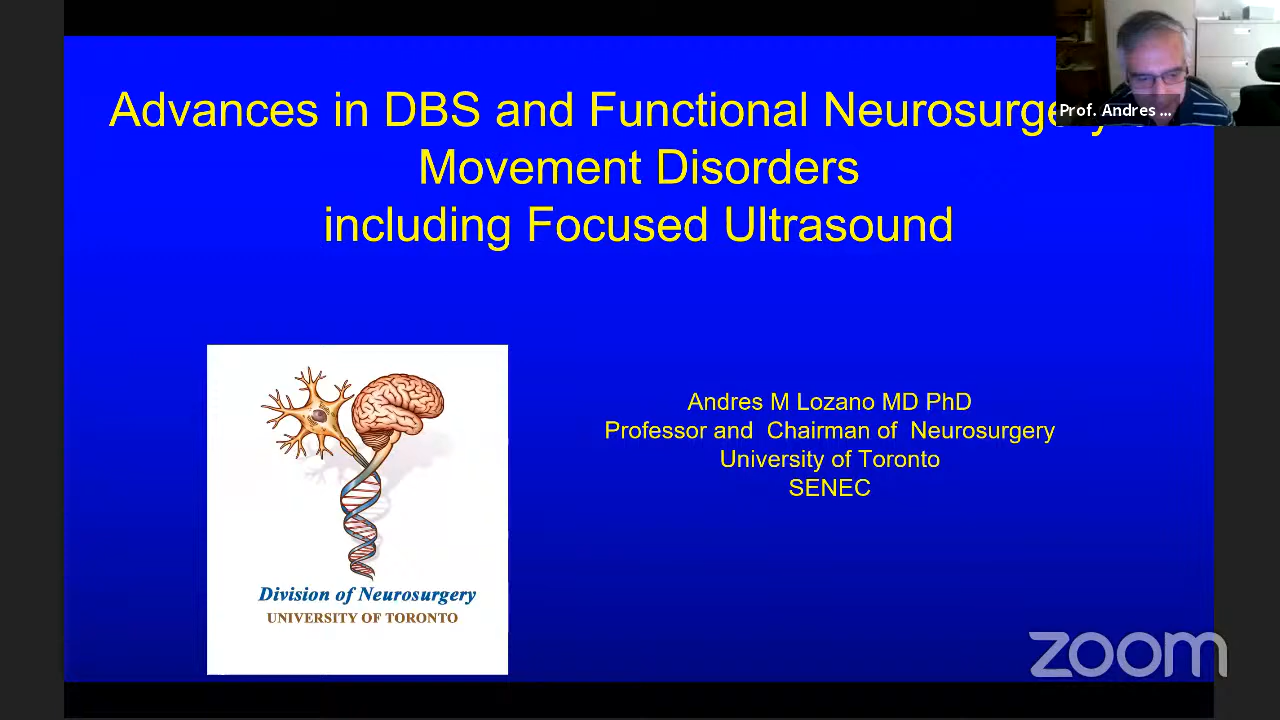 Advances in DBS and Functional Neurosurgery
Movement Disorders
including Focused Ultrasound
Prof. Andres ...
Andres M Lozano MD PhD
Professor and Chairman of Neurosurgery
University of Toronto
SENEC
Division of Neurosurgery
UNIVERSITY OF TORONTO
zoom